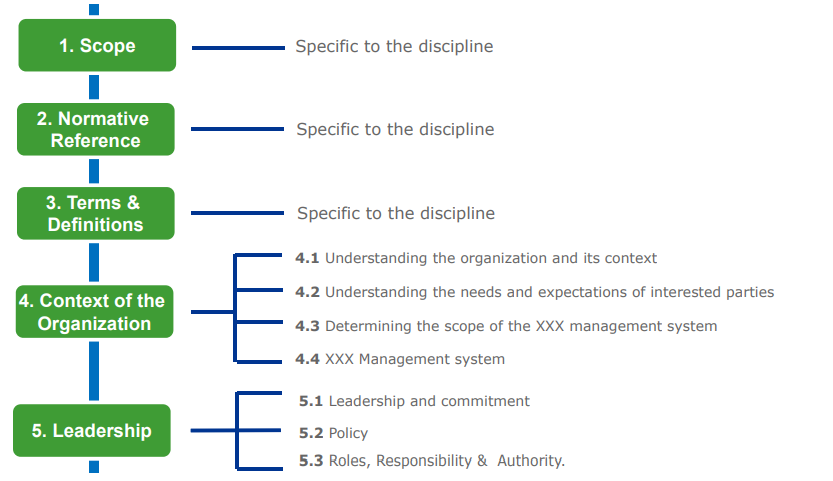 1. Scope
Specific to the discipline
2. Normative
Reference
Specific to the discipline
3. Terms &
Definitions
Specific to the discipline
4. Context of the
Organization
4.1 Understanding the organization and its context
4.2 Understanding the needs and expectations of interested parties
4.3 Determining the scope of the XXX management system
4.4 XXX Management system
5. Leadership
5.1 Leadership and commitment
5.2 Policy
5.3 Roles, Responsibility & Authority.